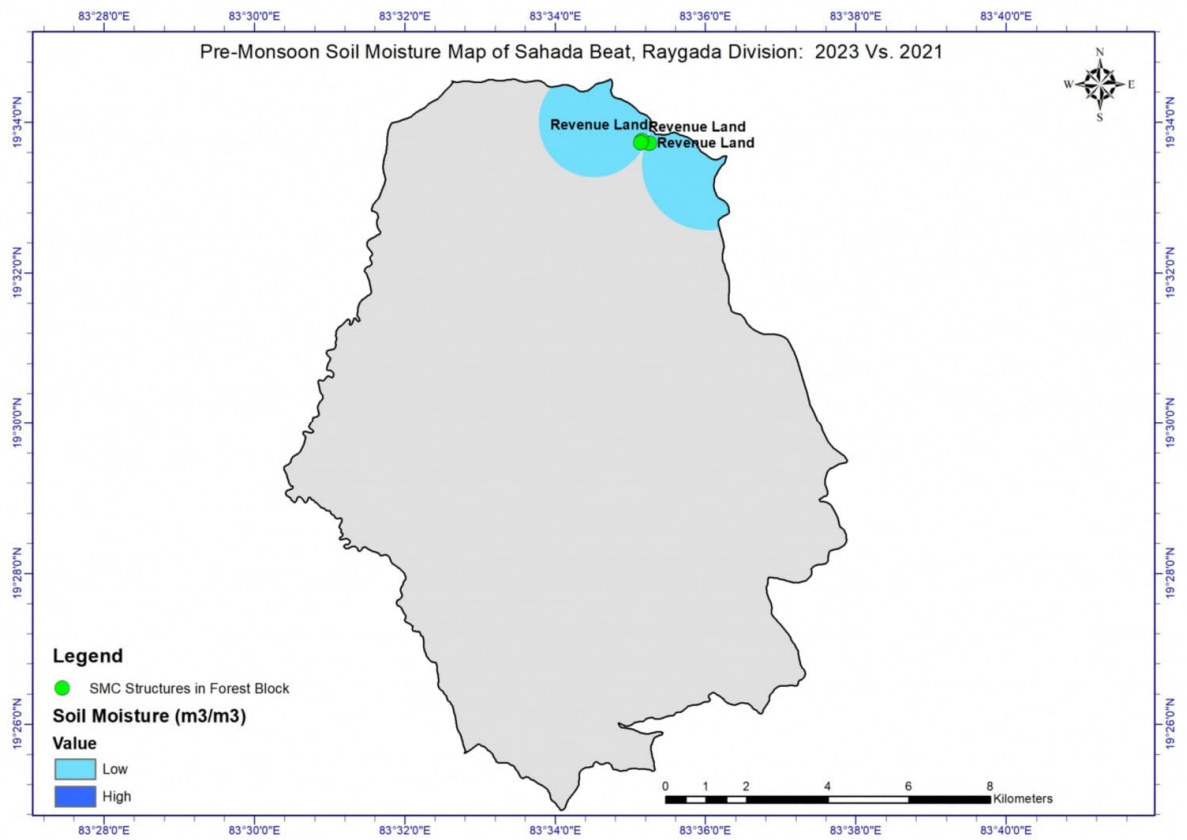 83°28'0"E 83°30'0"E 83°32'0"E 83°34'0"E 83°36'0"E 83°38'0"E 83°40'0"E
Pre-Monsoon Soil Moisture Map of Sahada Beat, Raygada Division: 2023 Vs. 2021
N
W E
S
19°34'0"N 19°34'0"N
Revenue Land Revenue Land
Revenue Land
19°32'0"N 19°32'0"N
19°30'0"N 19°30'0"N
19°28'0"N 19°28'0"N
Legend
SMC Structures in Forest Block
Soil Moisture (m3/m3)
19°26'0"N 19°26'0"N
Value
Low
High
0 1 2 4 6 8
Kilometers
83°28'0"E 83°30'0"E 83°32'0"E 83°34'0"E 83°36'0"E 83°38'0"E 83°40'0"E